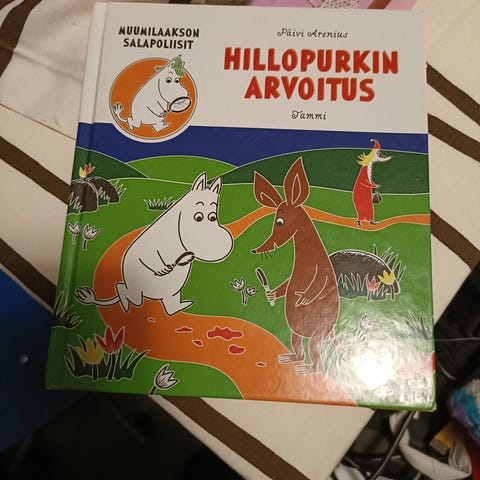 MUUMILAAKSON
SALAPOLIISIT
Päivi Arenius
HILLOPURKIN
ARVOITUS
Tammi